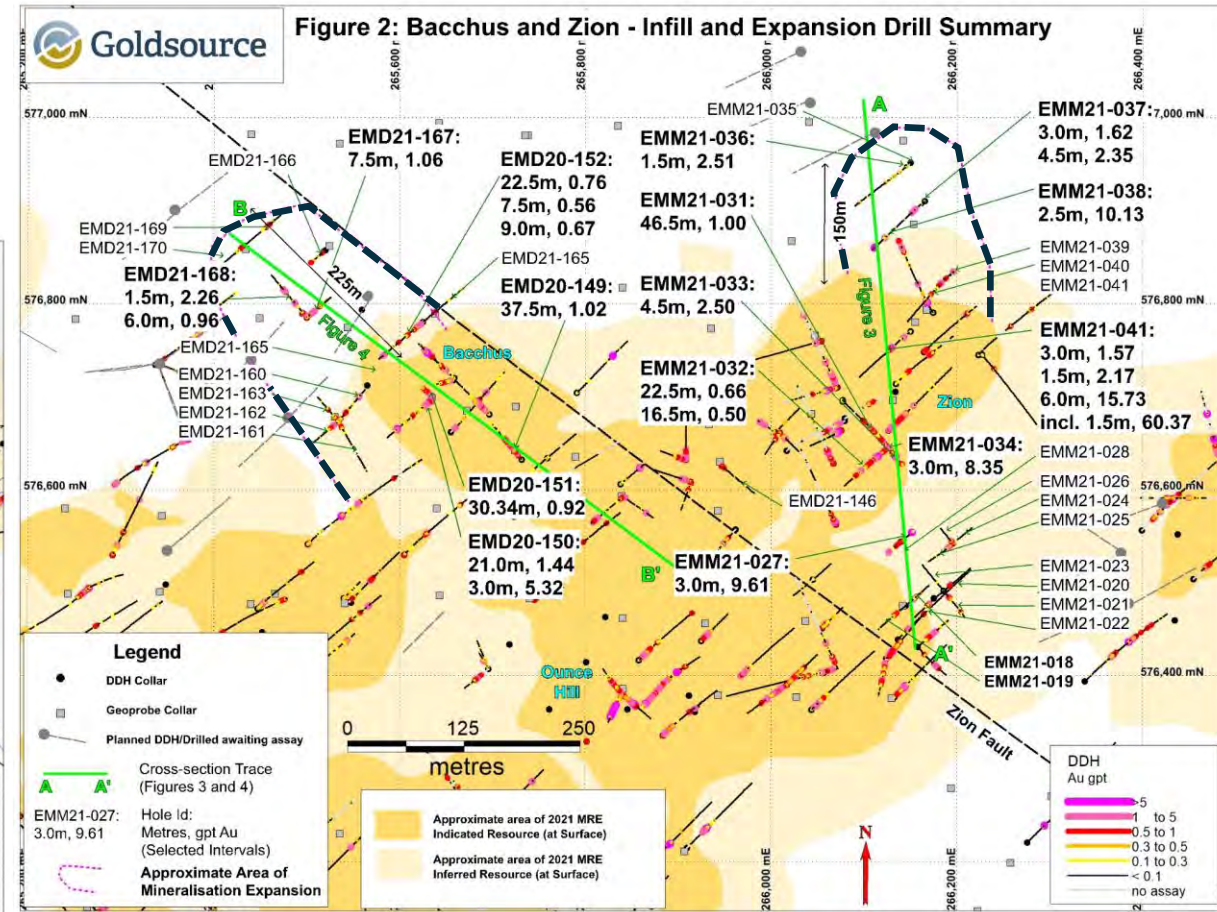 Goldsource
Figure 2: Bacchus and Zion - Infill and Expansion Drill Summary
265,600 r
265,800 r
266,000 mE
266,200 mE
266,400 mE
577,000 mN
EMD21-166
EMD21-167:
7.5m, 1.06
EMD20-152:
22.5m, 0.76
7.5m, 0.56
9.0m, 0.67
EMM21-035
EMM21-036:
1.5m, 2.51
EMM21-031:
46.5m, 1.00
A
EMM21-037:
3.0m, 1.62
4.5m, 2.35
7,000 mN
EMM21-038:
2.5m, 10.13
B
EMD21-169
EMD21-170
EMD21-168:
1.5m, 2.26
6.0m, 0.96
225m
Figure 4
EMD21-165
EMD20-149:
37.5m, 1.02
Bacchus
150m
Figure 3
EMM21-039
EMM21-040
EMM21-041
EMM21-033:
4.5m, 2.50
576,800 mN
576,800 mN
EMM21-041:
3.0m, 1.57
1.5m, 2.17
6.0m, 15.73
incl. 1.5m, 60.37
EMM21-032:
22.5m, 0.66
16.5m, 0.50
Zion
EMD21-165
EMD21-160
EMD21-163
EMD21-162
EMD21-161
EMM21-034:
3.0m, 8.35
EMM21-028
EMM21-026
EMM21-024
EMM21-025
576,600 mN
576,600 mN
EMD20-151:
30.34m, 0.92
EMD20-150:
21.0m, 1.44
3.0m, 5.32
EMD21-146
B'
EMM21-027:
3.0m, 9.61
EMM21-023
EMM21-020
EMM21-021
EMM21-022
A'
EMM21-018
EMM21-019
576,400 mN
Ounce
Hill
Zion Fault
Legend
DDH Collar
Geoprobe Collar
Planned DDH/Drilled awaiting assay
A A'
Cross-section Trace
(Figures 3 and 4)
EMM21-027:
3.0m, 9.61
Hole Id:
Metres, gpt Au
(Selected Intervals)
Approximate Area of
Mineralisation Expansion
0 125 250
metres
Approximate area of 2021 MRE
Indicated Resource (at Surface)
Approximate area of 2021 MRE
Inferred Resource (at Surface)
N
266,000 mE
266,200 mE
DDH
Au gpt
>5
1 to 5
0.5 to 1
0.3 to 0.5
0.1 to 0.3
< 0.1
no assay